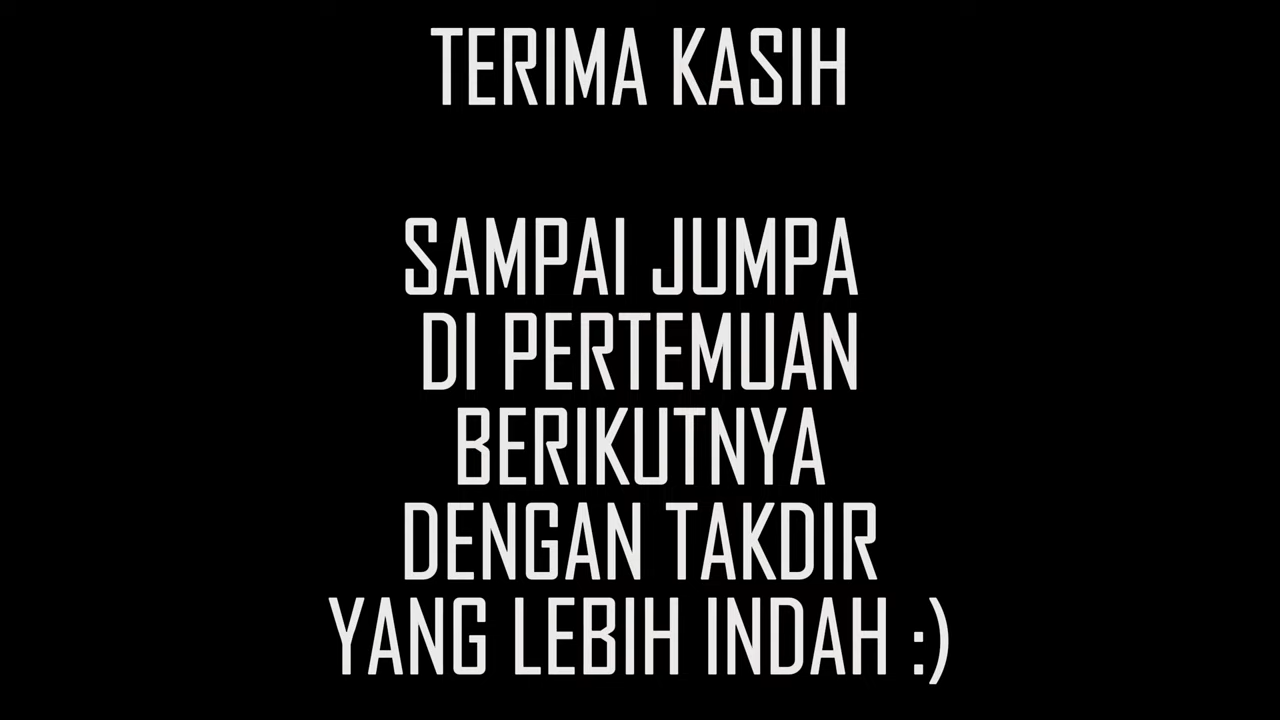 TERIMA KASIH
SAMPAI JUMPA
DI PERTEMUAN
BERIKUTNYA
DENGAN TAKDIR
YANG LEBIH INDAH :)